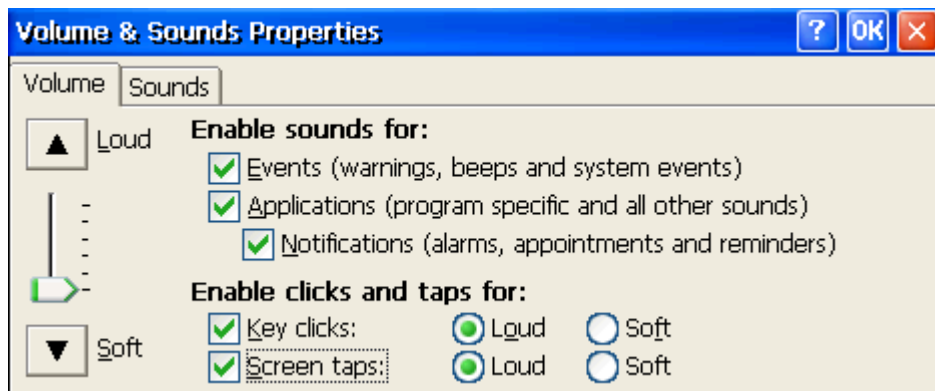 Volume & Sounds Properties ? OK
Volume Sounds
Loud
Enable sounds for:
Events (warnings, beeps and system events)
Applications (program specific and all other sounds)
Notifications (alarms, appointments and reminders)
Enable clicks and taps for:
Key clicks: Loud Soft
Soft
Screen taps: Loud Soft